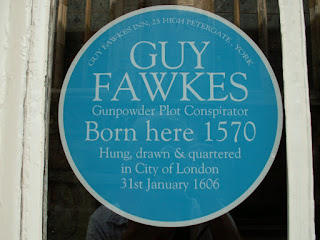 GUY FAWKES INN, 25 HIGH PETERGATE, YORK
GUY
FAWKES
Gunpowder Plot Conspirator
Born here 1570
Hung, drawn & quartered
in City of London
31st January 1606